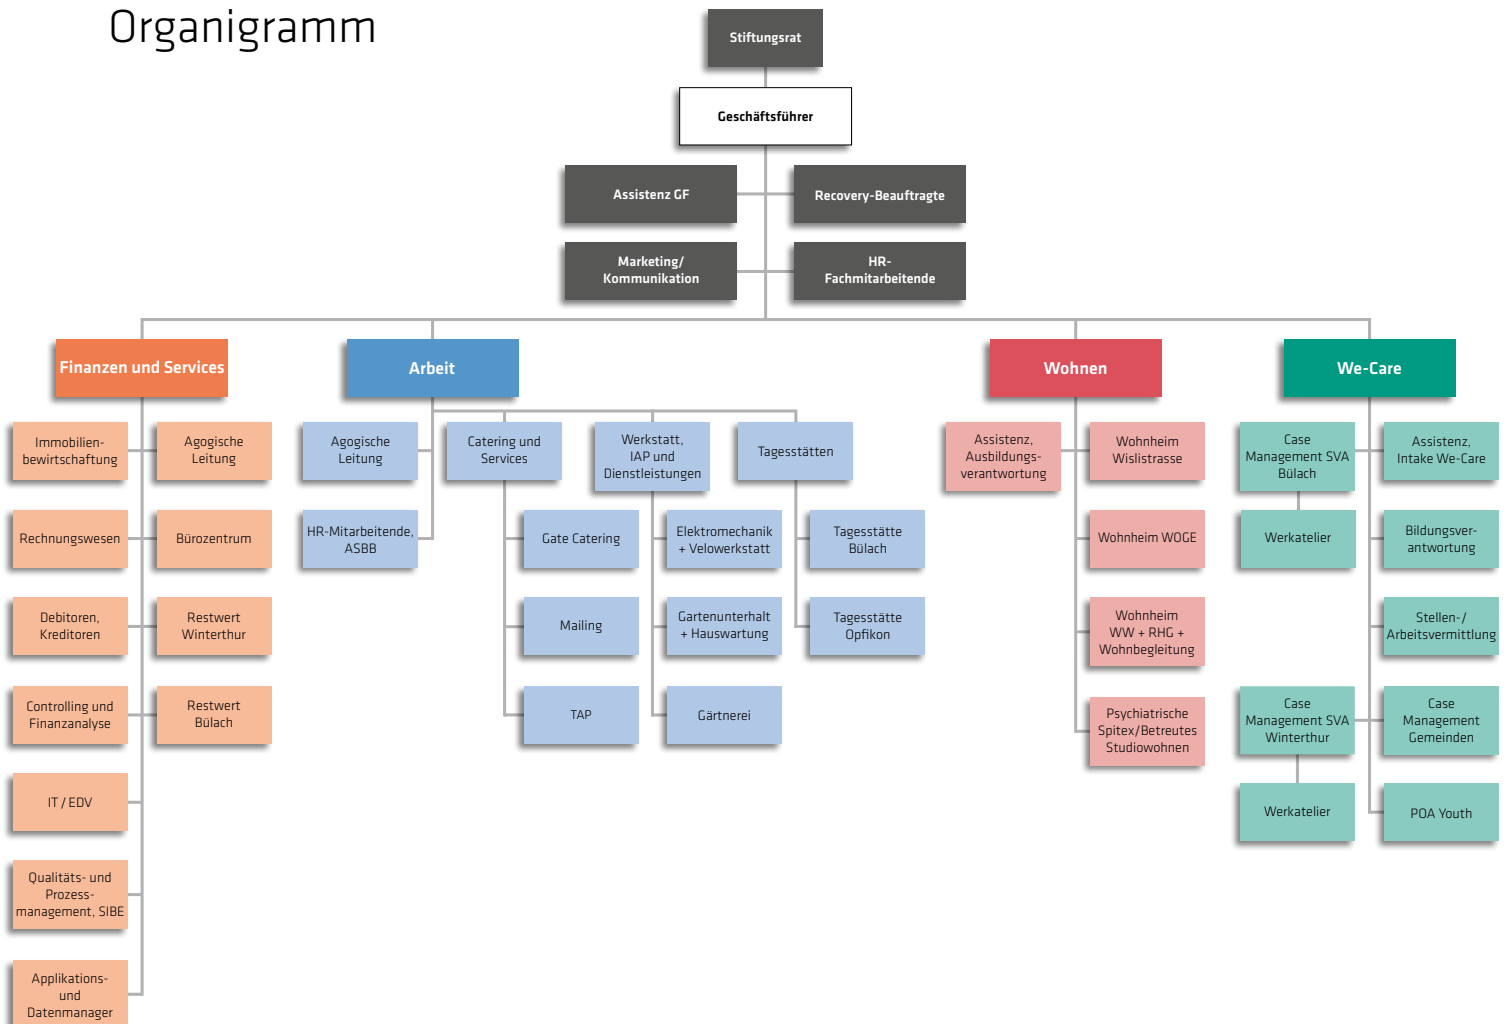 Organigramm
Stiftungsrat
Geschäftsführer
Assistenz GF
Recovery-Beauftragte
Marketing/
Kommunikation
HR-
Fachmitarbeitende
Finanzen und Services
Immobilien-
bewirtschaftung
Agogische
Leitung
Rechnungswesen
Bürozentrum
Debitoren,
Kreditoren
Restwert
Winterthur
Controlling und
Finanzanalyse
Restwert
Bülach
IT / EDV
Qualitäts- und
Prozess-
management, SIBE
Applikations-
und
Datenmanager
Arbeit
Agogische
Leitung
HR-Mitarbeitende,
ASBB
Catering und
Services
Gate Catering
Mailing
TAP
Werkstatt,
IAP und
Dienstleistungen
Elektromechanik
+ Velowerkstatt
Gartenunterhalt
+ Hauswartung
Gärtnerei
Tagesstätten
Tagesstätte
Bülach
Tagesstätte
Opfikon
Wohnen
Assistenz,
Ausbildungs-
verantwortung
Wohnheim
Wislistrasse
Wohnheim WOGE
Wohnheim
WW + RHG +
Wohnbegleitung
Psychiatrische
Spitex/Betreutes
Studiowohnen
We-Care
Case
Management SVA
Bülach
Assistenz,
Intake We-Care
Werkatelier
Bildungsver-
antwortung
Stellen-/
Arbeitsvermittlung
Case
Management SVA
Winterthur
Case
Management
Gemeinden
Werkatelier
POA Youth